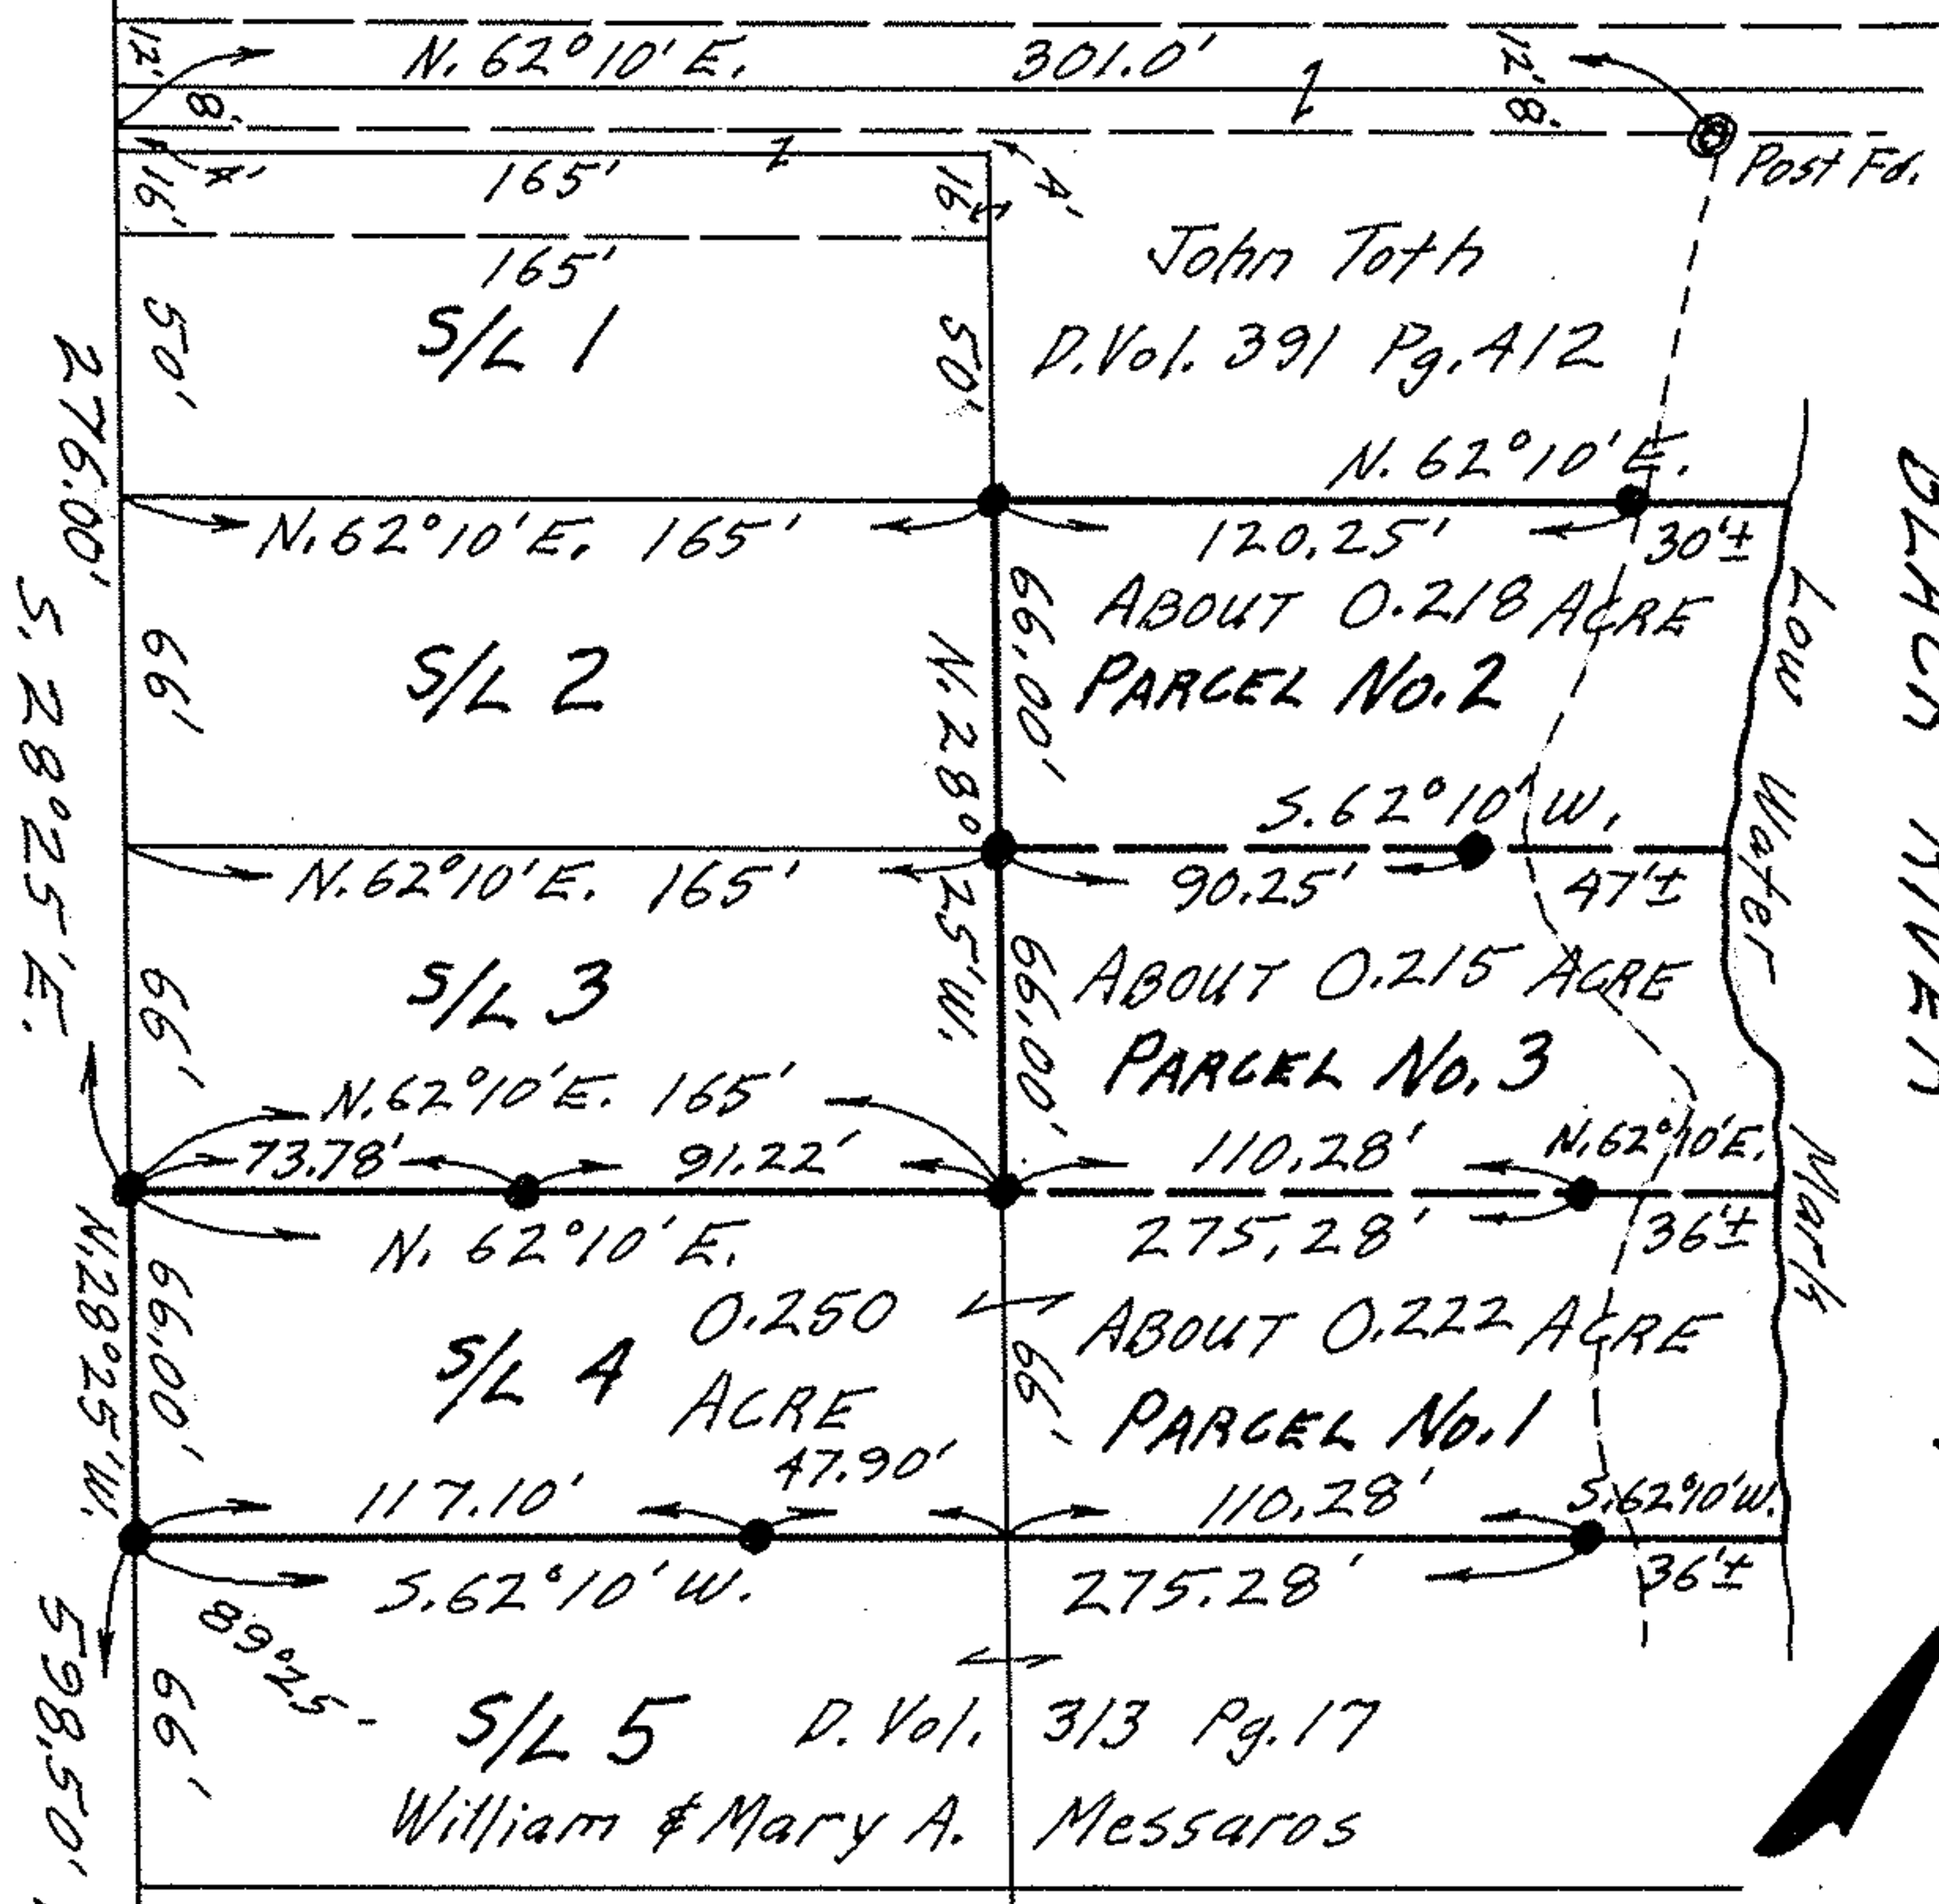 12'
N. 62°10' E. 301.0'
12'
8'
8'
Post Fd.
4'
165'
4'
16'
16'
165'
John Toth
D. Vol. 391 Pg. 412
S/L 1
50'
50'
276.00'
S. 28°25' E.
N. 62°10' E.
N. 62°10' E. 165'
120.25'
30'±
ABOUT 0.218 ACRE
PARCEL No. 2
66.00'
S/L 2
66'
N. 28°25' W.
Low Water Mark
BLACK RIVER
S. 62°10' W.
N. 62°10' E. 165'
90.25'
47'±
ABOUT 0.215 ACRE
PARCEL No. 3
66.00'
S/L 3
66'
N. 62°10' E. 165'
73.78'
91.22'
110.28'
N. 62°10' E.
N. 62°10' E.
275.28'
36'±
N. 28°25' W.
66.00'
S/L 4
0.250
ACRE
66'
ABOUT 0.222 ACRE
PARCEL No. 1
117.10'
47.90'
110.28'
S. 62°10' W.
S. 62°10' W.
275.28'
36'±
89°25'
598.50'
66'
S/L 5
D. Vol. 313 Pg. 17
William & Mary A. Messaros